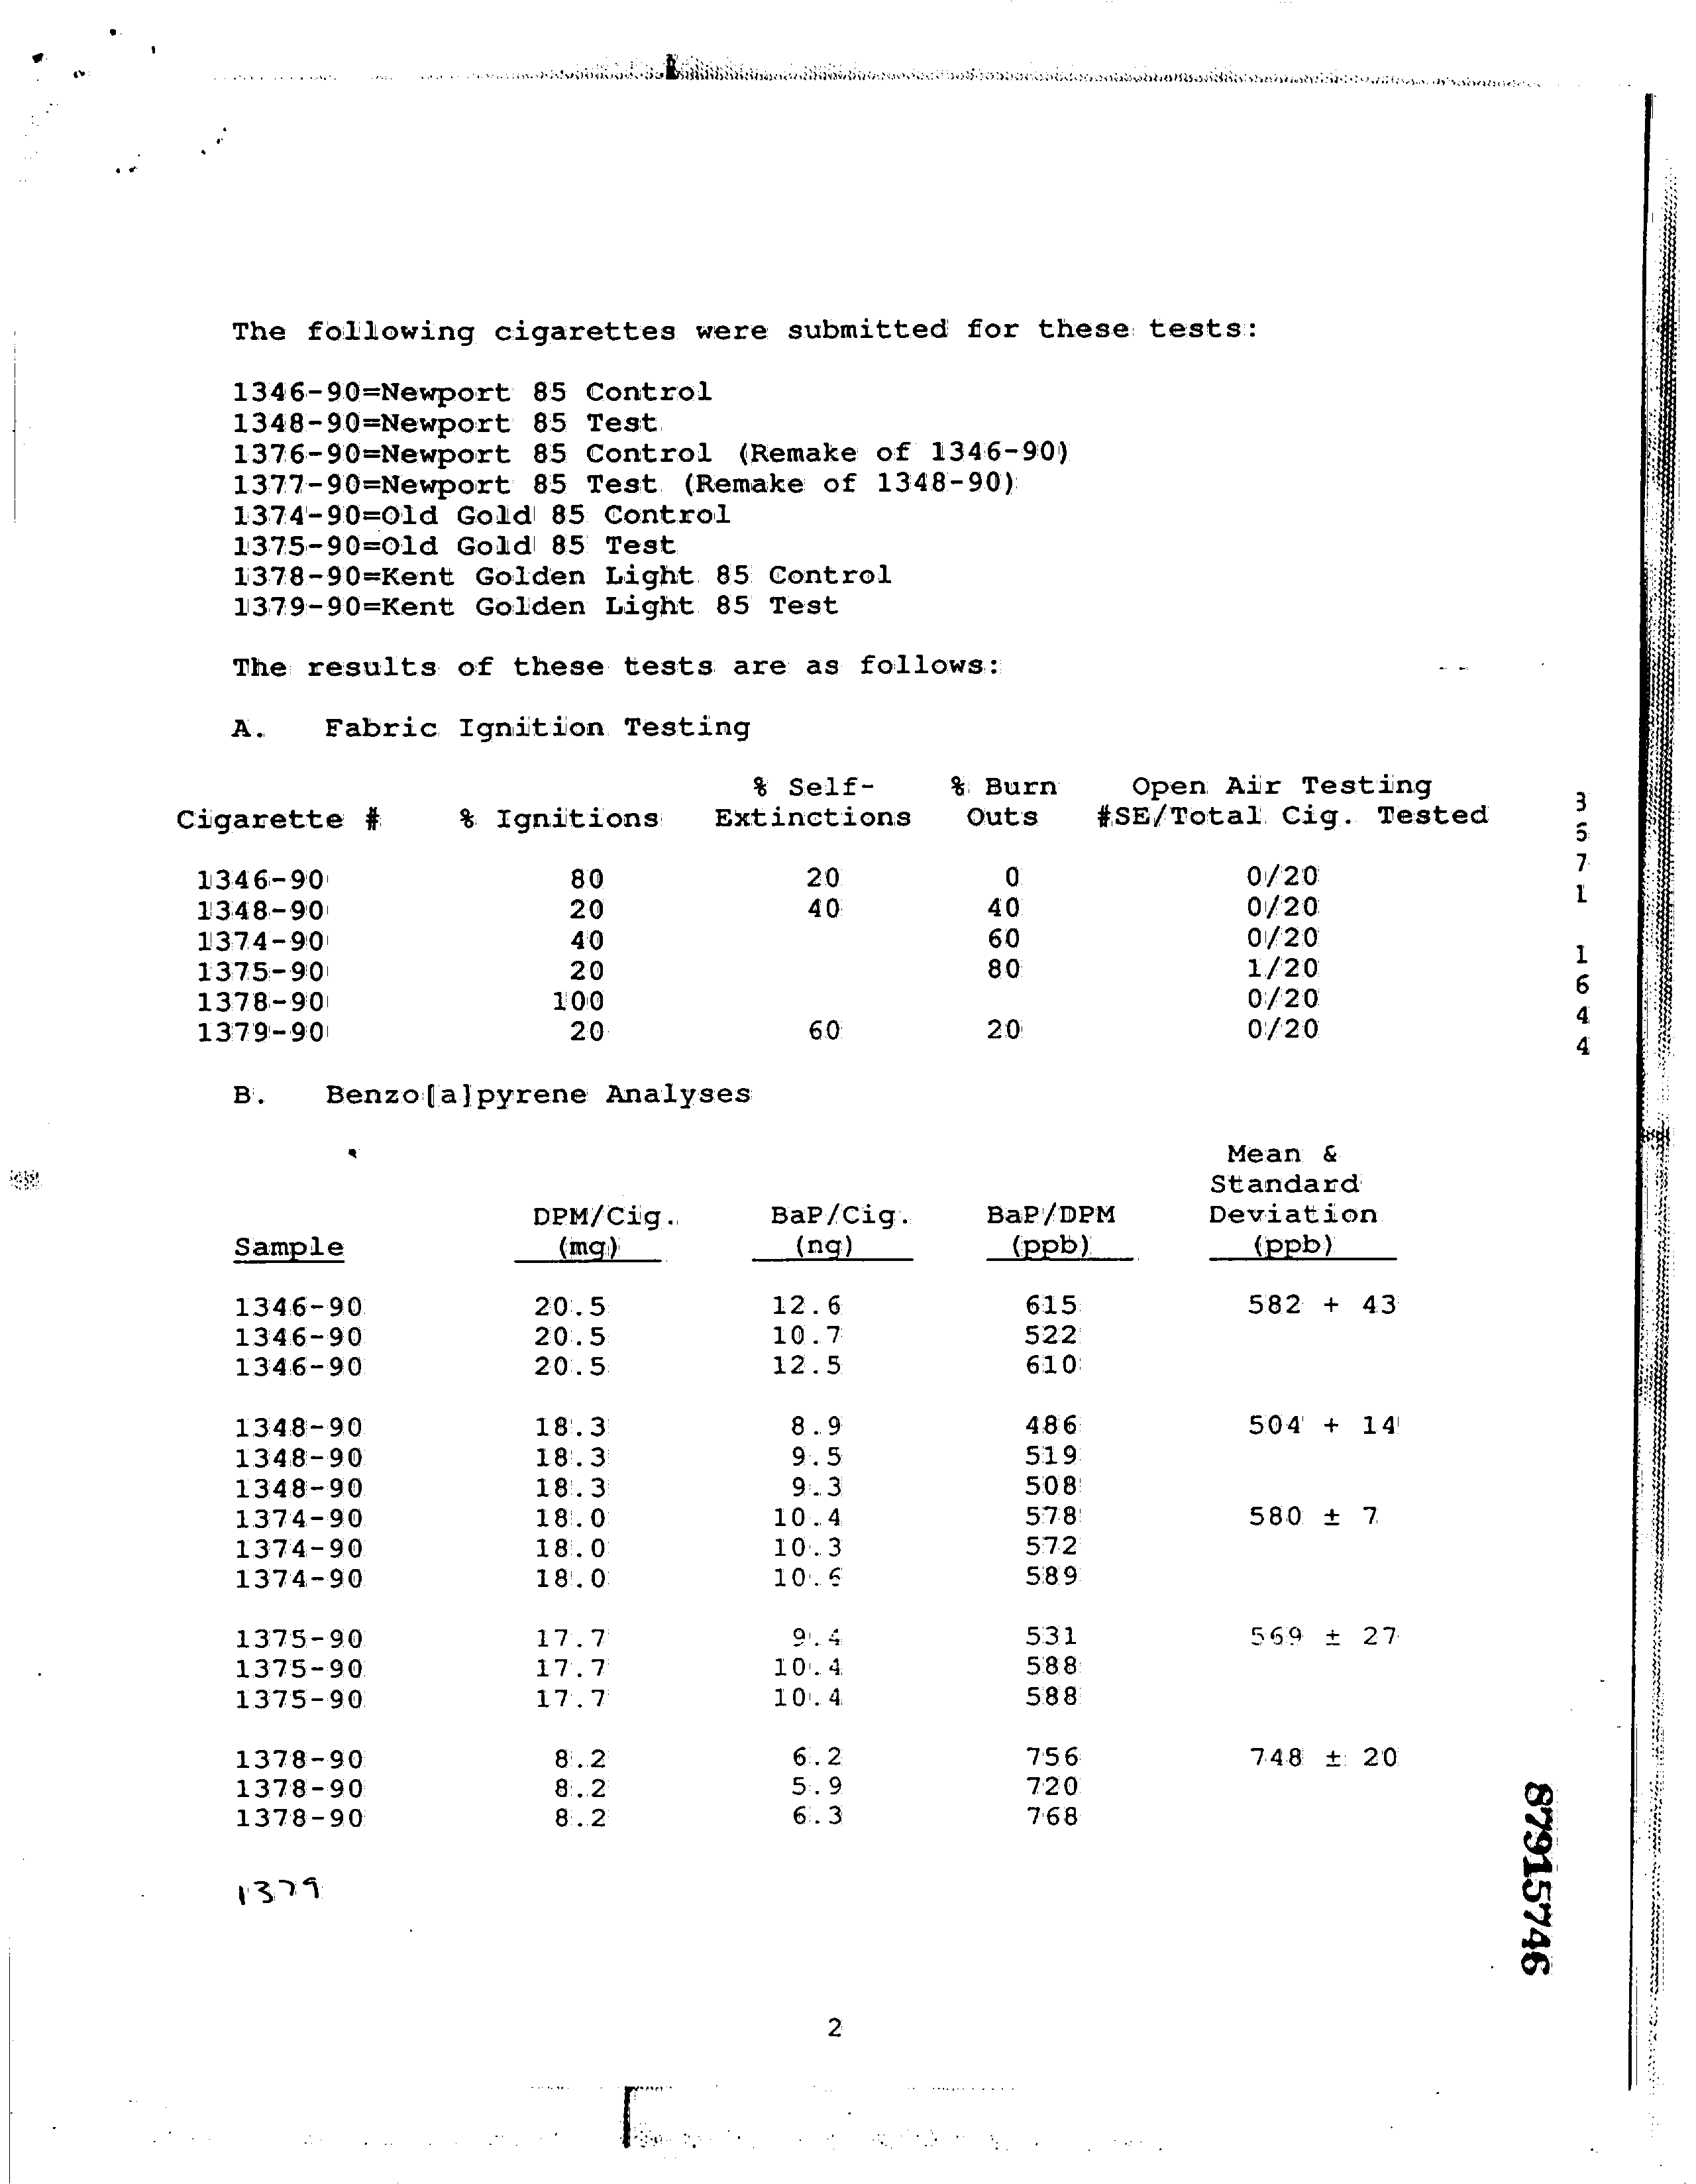 The following cigarettes were submitted for these tests:
1346-90=Newport 85 Control
1348-90=Newport 85 Test
1376-90=Newport 85 Control (Remake of 1346-90)
1377-90=Newport 85 Test (Remake of 1348-90)
1374-90=Old Gold 85 Control
1375-90=Old Gold 85 Test
1378-90=Kent Golden Light 85 Control
1379-90=Kent Golden Light 85 Test
The results of these tests are as follows:
A. Fabric Ignition Testing
% Self- % Burn Open Air Testing
Cigarette # % Ignitions Extinctions Outs #SE/Total Cig. Tested
1346-90 80 20 0 0/20
1348-90 20 40 40 0/20
1374-90 40 60 0/20
1375-90 20 80 1/20
1378-90 100 0/20
1379-90 20 60 20 0/20
3571 1644
B. Benzo[a]pyrene Analyses
Mean &
Standard
DPM/Cig. BaP/Cig. BaP/DPM Deviation
Sample (mg) (ng) (ppb) (ppb)
1346-90 20.5 12.6 615 582 + 43
1346-90 20.5 10.7 522
1346-90 20.5 12.5 610
1348-90 18.3 8.9 486 504 + 14
1348-90 18.3 9.5 519
1348-90 18.3 9.3 508
1374-90 18.0 10.4 578 580 ± 7
1374-90 18.0 10.3 572
1374-90 18.0 10.6 589
1375-90 17.7 9.4 531 569 ± 27
1375-90 17.7 10.4 588
1375-90 17.7 10.4 588
1378-90 8.2 6.2 756 748 ± 20
1378-90 8.2 5.9 720
1378-90 8.2 6.3 768
1379
87915746
2